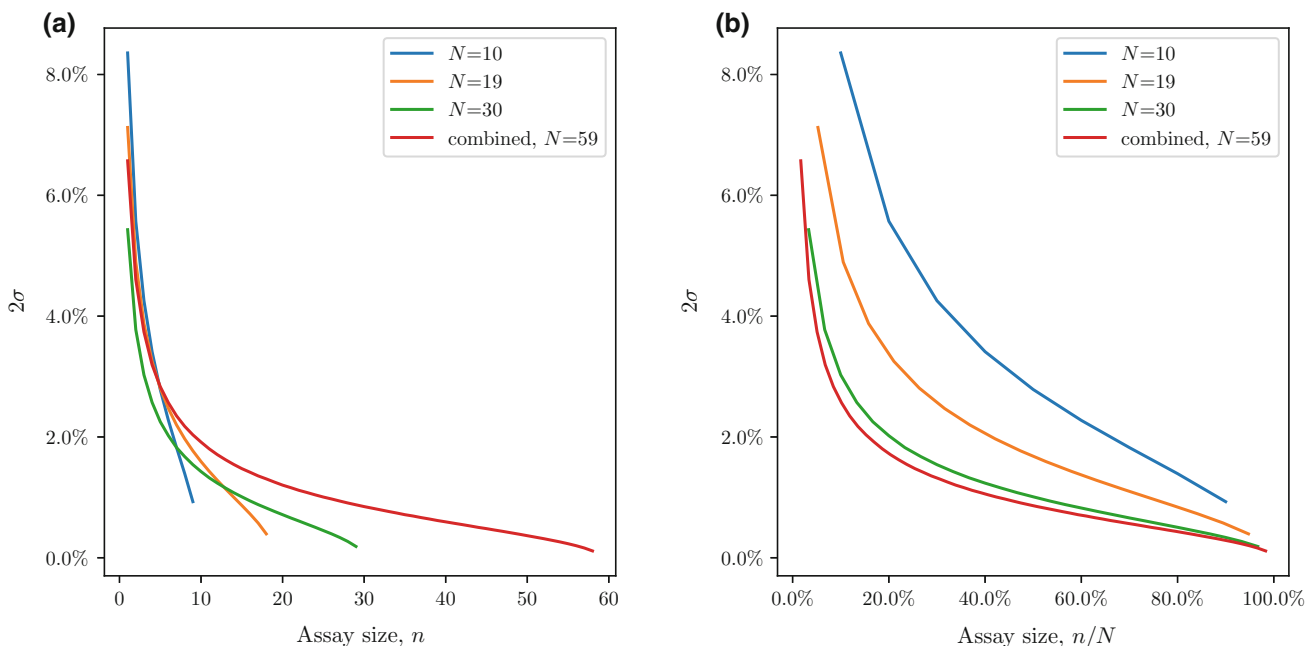 (a)
8.0%
6.0%
4.0%
2.0%
0.0%
2σ
N=10
N=19
N=30
combined, N=59
0 10 20 30 40 50 60
Assay size, n
(b)
8.0%
6.0%
4.0%
2.0%
0.0%
2σ
N=10
N=19
N=30
combined, N=59
0.0% 20.0% 40.0% 60.0% 80.0% 100.0%
Assay size, n/N